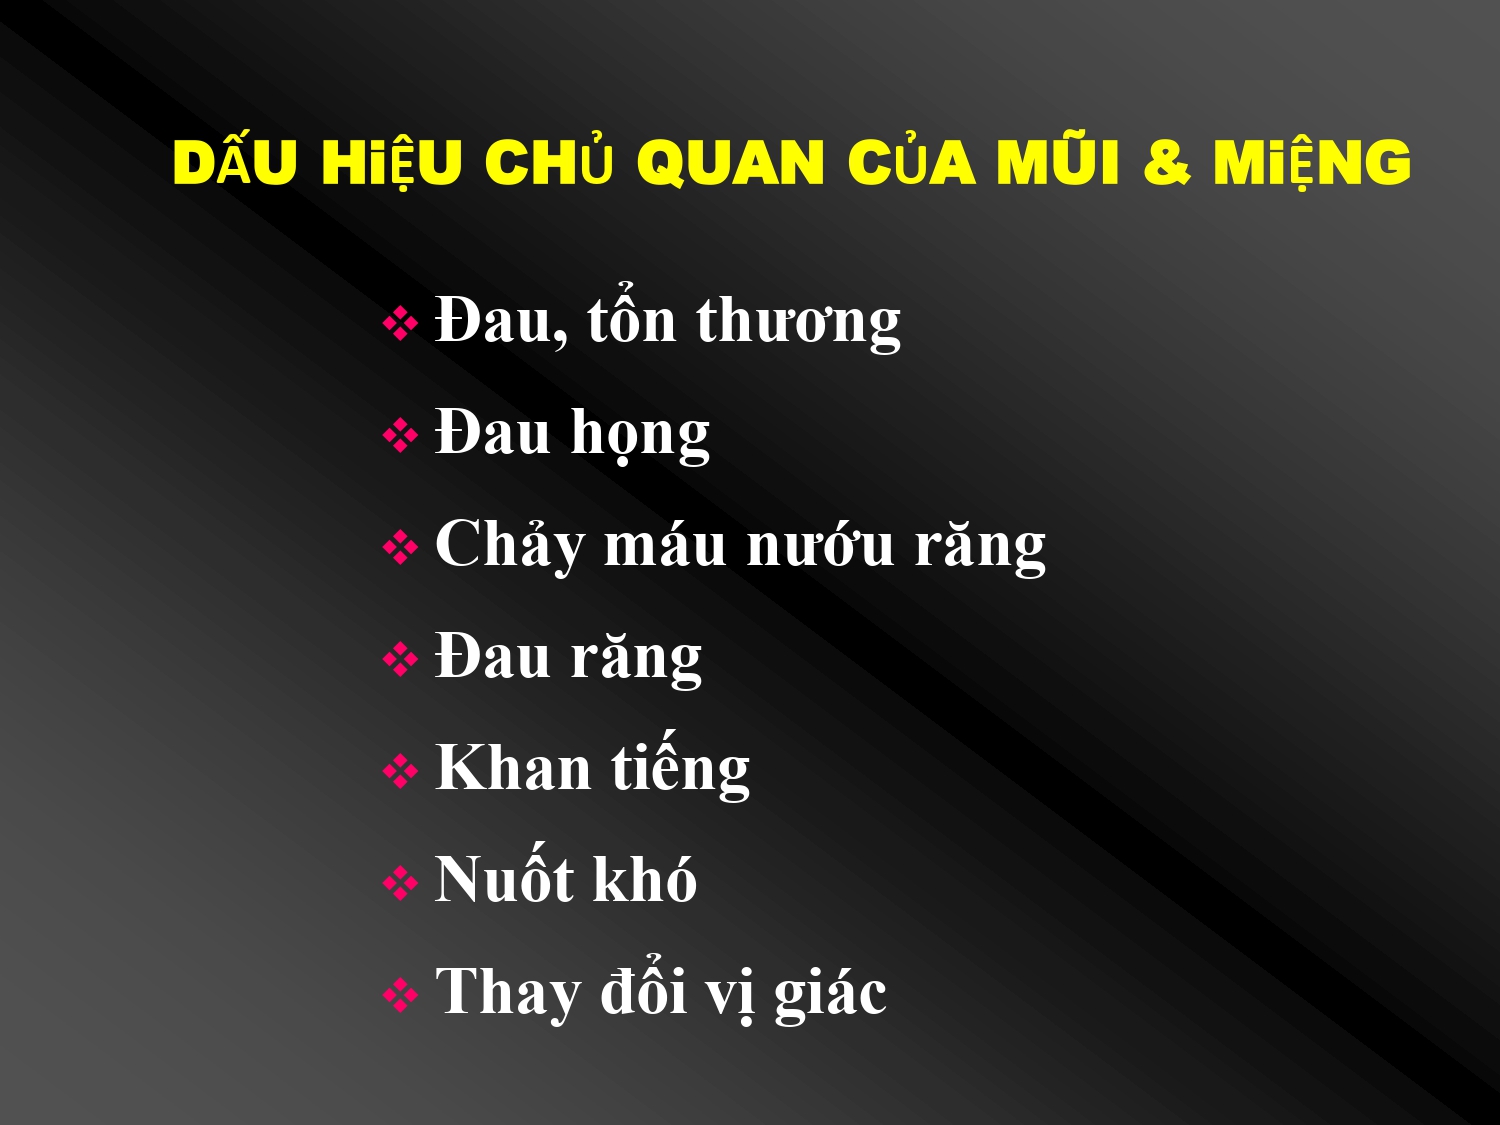 DẤU HiỆU CHỦ QUAN CỦA MŨI & MiỆNG
❖ Đau, tổn thương
❖ Đau họng
❖ Chảy máu nướu răng
❖ Đau răng
❖ Khan tiếng
❖ Nuốt khó
❖ Thay đổi vị giác